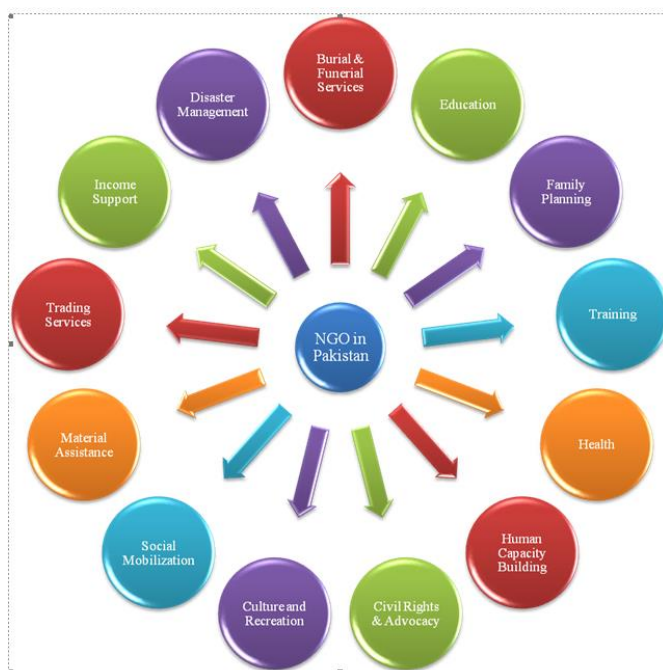 Burial &
Funerial
Services
Education
Family
Planning
Training
Health
Human
Capacity
Building
Civil Rights
& Advocacy
Culture and
Recreation
Social
Mobilization
Material
Assistance
Trading
Services
Income
Support
Disaster
Management
NGO in
Pakistan